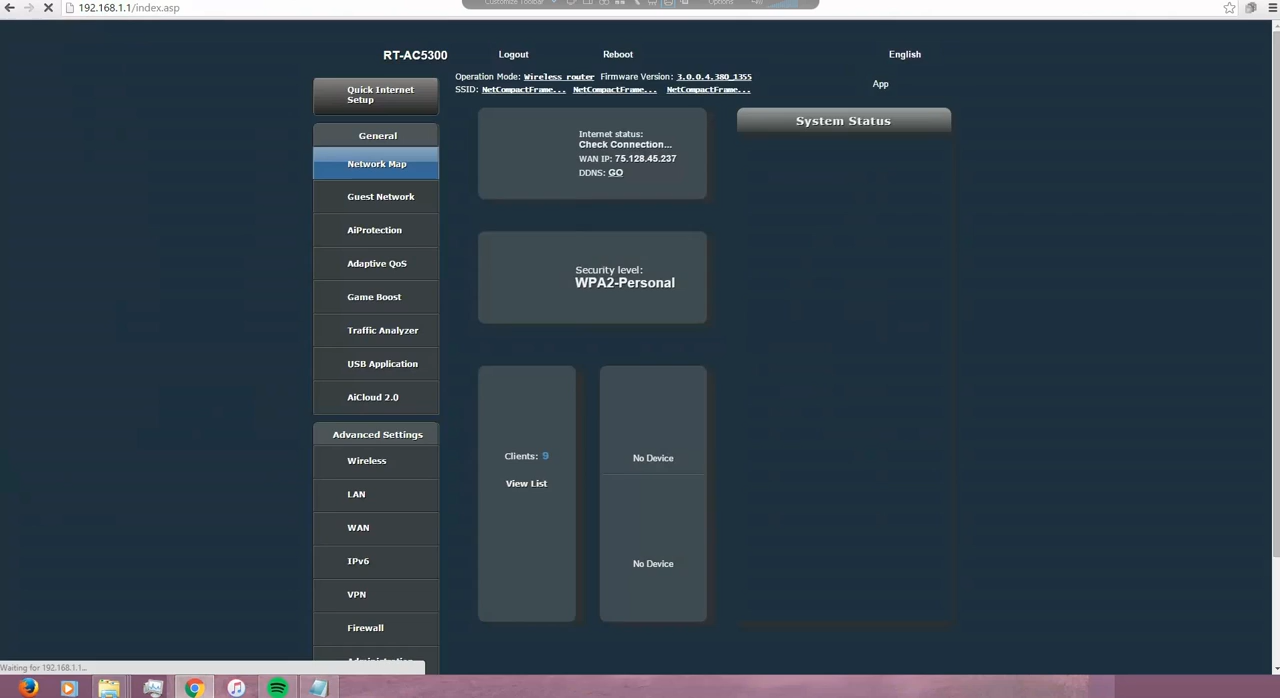 192.168.1.1/index.asp
Customize Toolbar
Options
RT-AC5300
Logout
Reboot
English
Operation Mode: Wireless router Firmware Version: 3.0.0.4.380_1355
SSID: NetCompactFrame... NetCompactFrame... NetCompactFrame...
App
Quick Internet
Setup
General
Network Map
Guest Network
AiProtection
Adaptive QoS
Game Boost
Traffic Analyzer
USB Application
AiCloud 2.0
Advanced Settings
Wireless
LAN
WAN
IPv6
VPN
Firewall
Administration
Internet status:
Check Connection...
WAN IP: 75.128.45.237
DDNS: GO
Security level:
WPA2-Personal
Clients: 9
View List
No Device
No Device
System Status
Waiting for 192.168.1.1...